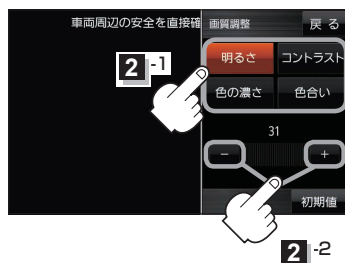 車両周辺の安全を直接確
画質調整
戻る
2-1
明るさ
コントラスト
色の濃さ
色合い
31
−
+
初期値
2-2